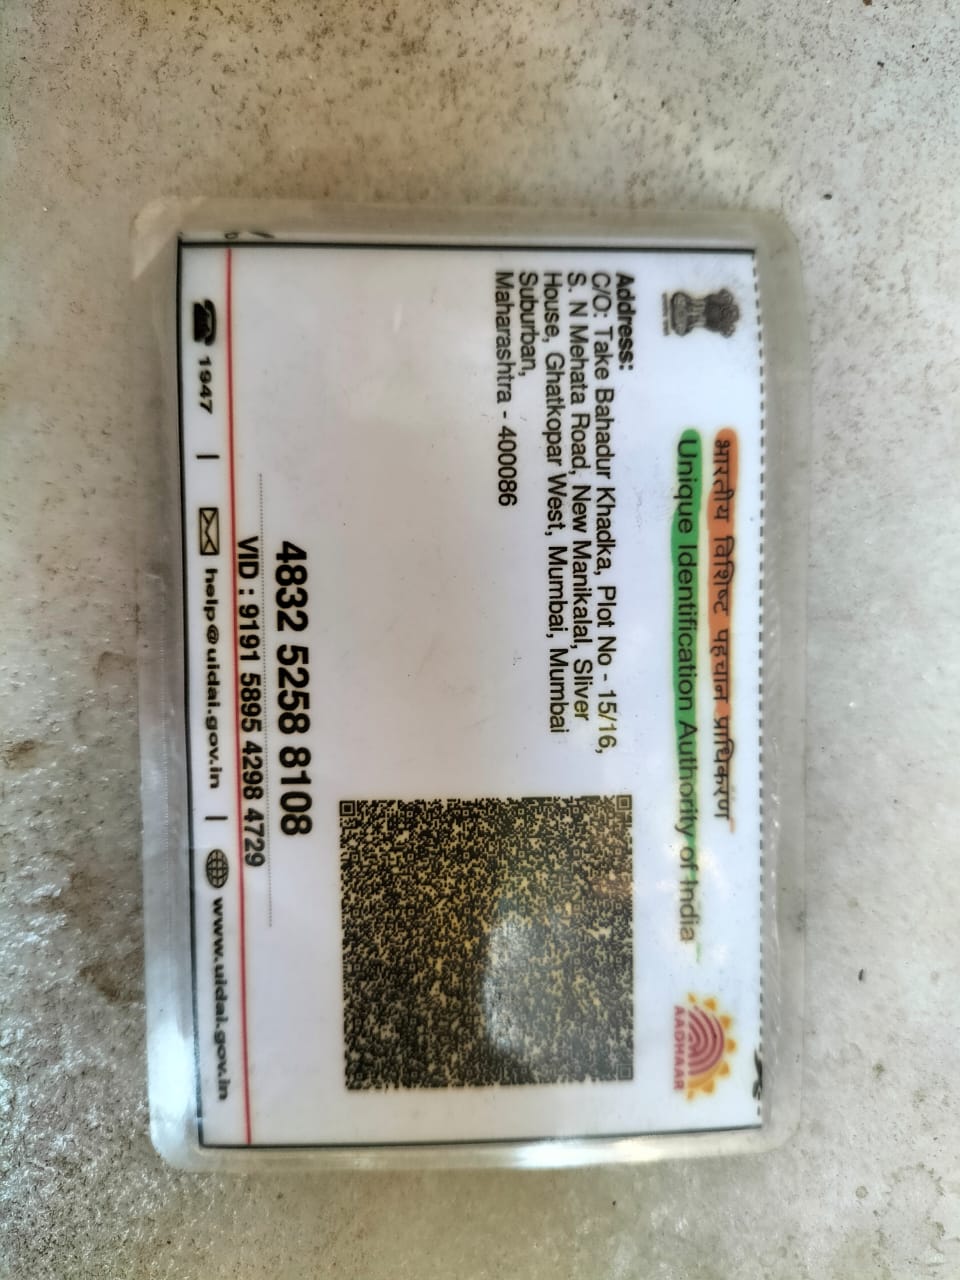 भारतीय विशिष्ट पहचान प्राधिकरण
Unique Identification Authority of India
AADHAAR
Address:
C/O: Take Bahadur Khadka, Plot No - 15/16,
S. N Mehata Road, New Manikalal, Sliver
House, Ghatkopar West, Mumbai, Mumbai
Suburban,
Maharashtra - 400086
4832 5258 8108
VID : 9191 5895 4298 4729
1947 | help@uidai.gov.in | www.uidai.gov.in